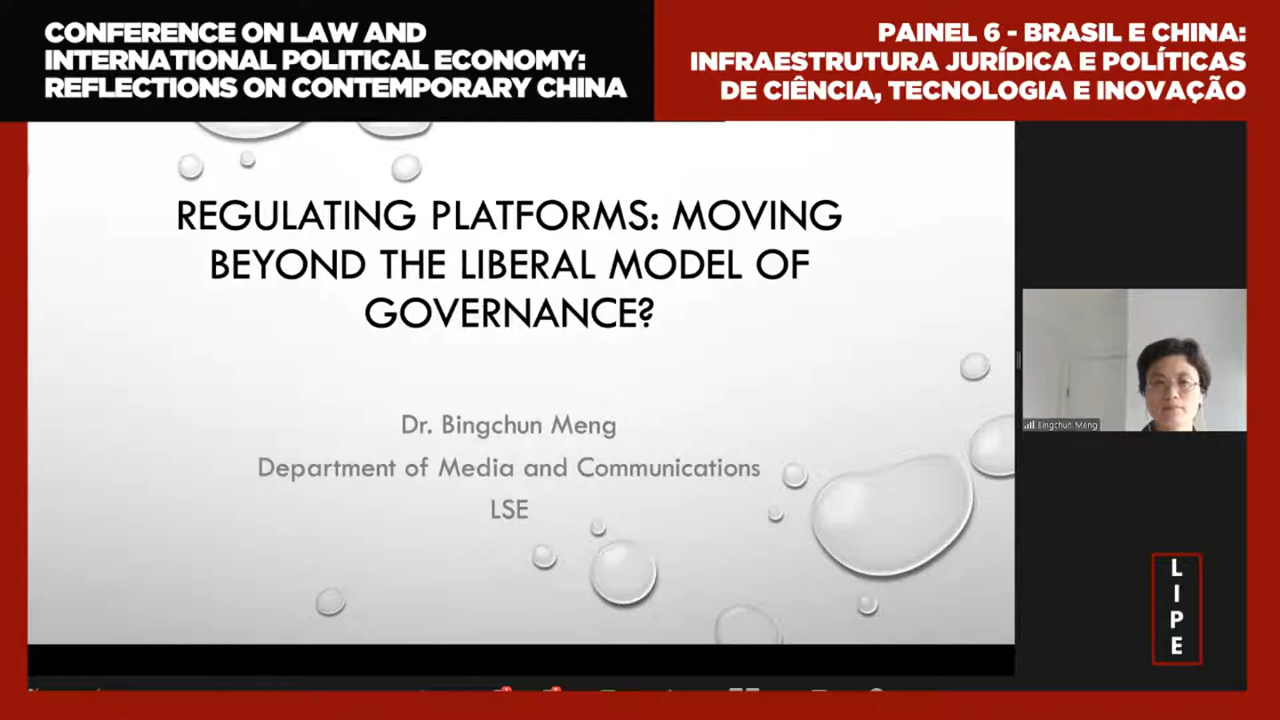 CONFERENCE ON LAW AND
INTERNATIONAL POLITICAL ECONOMY:
REFLECTIONS ON CONTEMPORARY CHINA
PAINEL 6 - BRASIL E CHINA:
INFRAESTRUTURA JURÍDICA E POLÍTICAS
DE CIÊNCIA, TECNOLOGIA E INOVAÇÃO
REGULATING PLATFORMS: MOVING
BEYOND THE LIBERAL MODEL OF
GOVERNANCE?
Dr. Bingchun Meng
Department of Media and Communications
LSE
Bingchun Meng
L
I
P
E